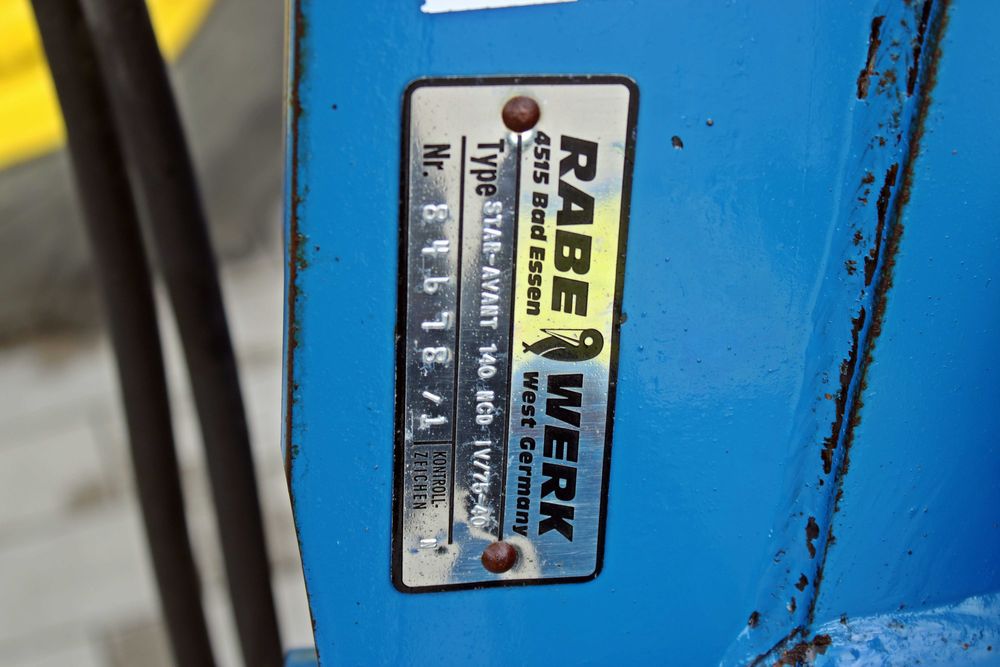 RABE WERK
4515 Bad Essen West Germany
Type STAR-AVANT 140 NCD IV/75-40
Nr. 84678/1 KONTROLL-
ZEICHEN N